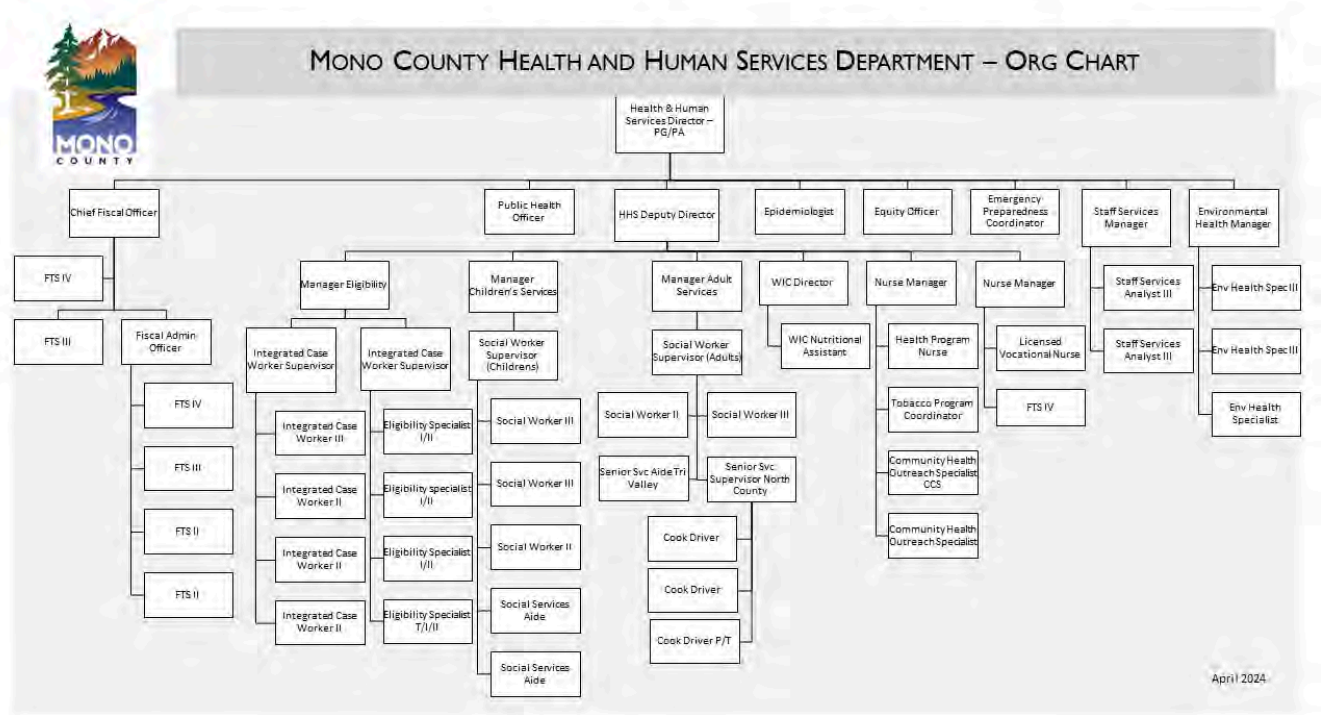 MONO COUNTY HEALTH AND HUMAN SERVICES DEPARTMENT – ORG CHART
MONO
COUNTY
Health & Human
Services Director –
PG/PA
Chief Fiscal Officer
Public Health
Officer
HHS Deputy Director
Epidemiologist
Equity Officer
Emergency
Preparedness
Coordinator
Staff Services
Manager
Environmental
Health Manager
FTS IV
FTS III
Fiscal Admin
Officer
FTS IV
FTS III
FTS II
FTS II
Manager Eligibility
Integrated Case
Worker Supervisor
Integrated Case
Worker III
Integrated Case
Worker II
Integrated Case
Worker II
Integrated Case
Worker II
Integrated Case
Worker Supervisor
Eligibility Specialist
I/II
Eligibility specialist
I/II
Eligibility Specialist
I/II
Eligibility Specialist
T/I/II
Manager
Children's Services
Social Worker
Supervisor
(Childrens)
Social Worker III
Social Worker III
Social Worker II
Social Services
Aide
Social Services
Aide
Manager Adult
Services
Social Worker
Supervisor (Adults)
Social Worker II
Social Worker III
Senior Svc Aide Tri
Valley
Senior Svc
Supervisor North
County
Cook Driver
Cook Driver
Cook Driver P/T
WIC Director
WIC Nutritional
Assistant
Nurse Manager
Health Program
Nurse
Tobacco Program
Coordinator
Community Health
Outreach Specialist
CCS
Community Health
Outreach Specialist
Nurse Manager
Licensed
Vocational Nurse
FTS IV
Staff Services
Analyst III
Staff Services
Analyst III
Env Health Spec III
Env Health Spec III
Env Health
Specialist
April 2024